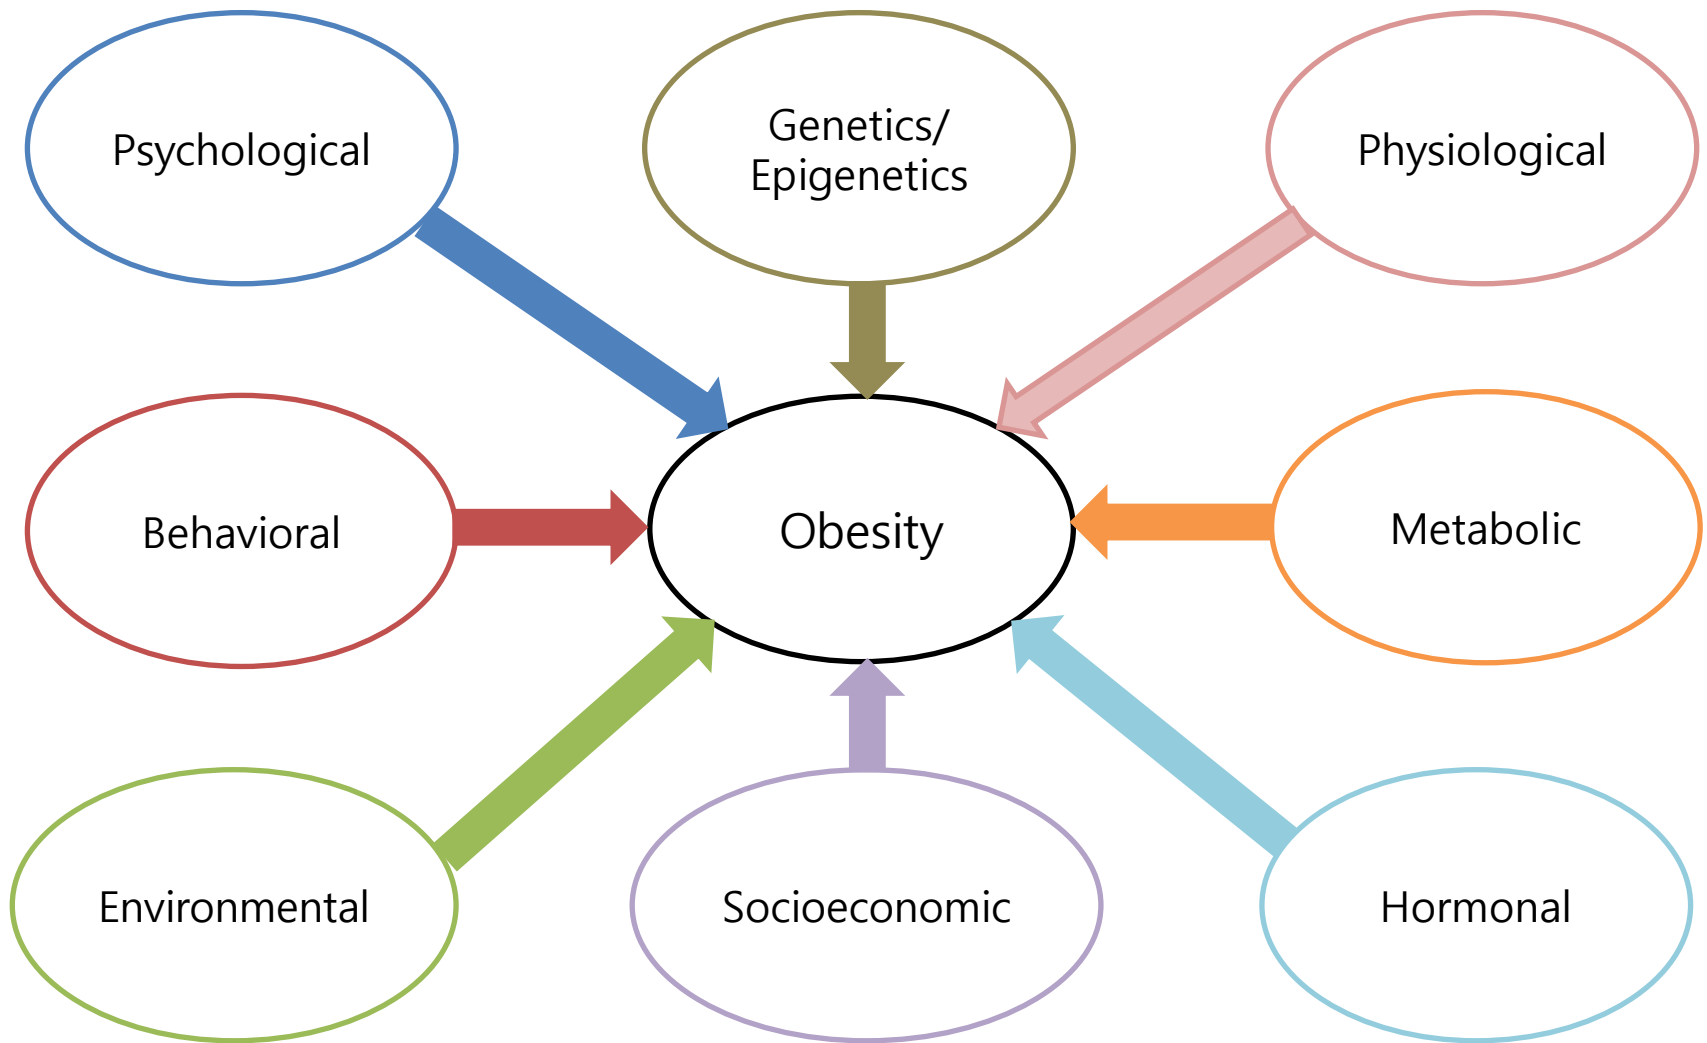 Psychological
Genetics/
Epigenetics
Physiological
Behavioral
Obesity
Metabolic
Environmental
Socioeconomic
Hormonal